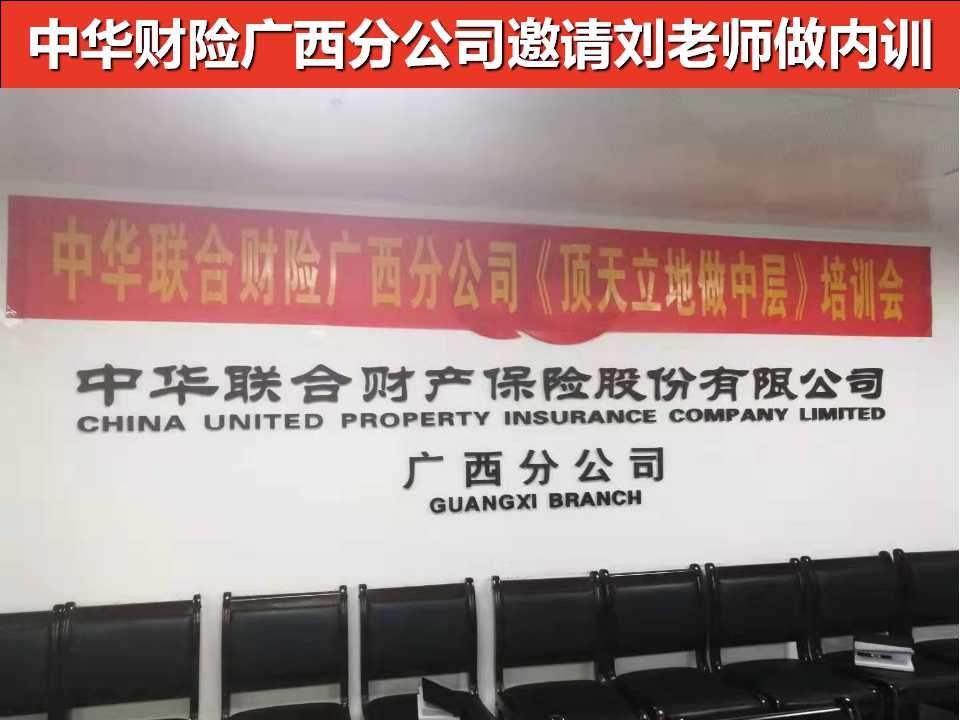 中华财险广西分公司邀请刘老师做内训
中华联合财险广西分公司《顶天立地做中层》培训会
中华联合财产保险股份有限公司
CHINA UNITED PROPERTY INSURANCE COMPANY LIMITED
广西分公司
GUANGXI BRANCH